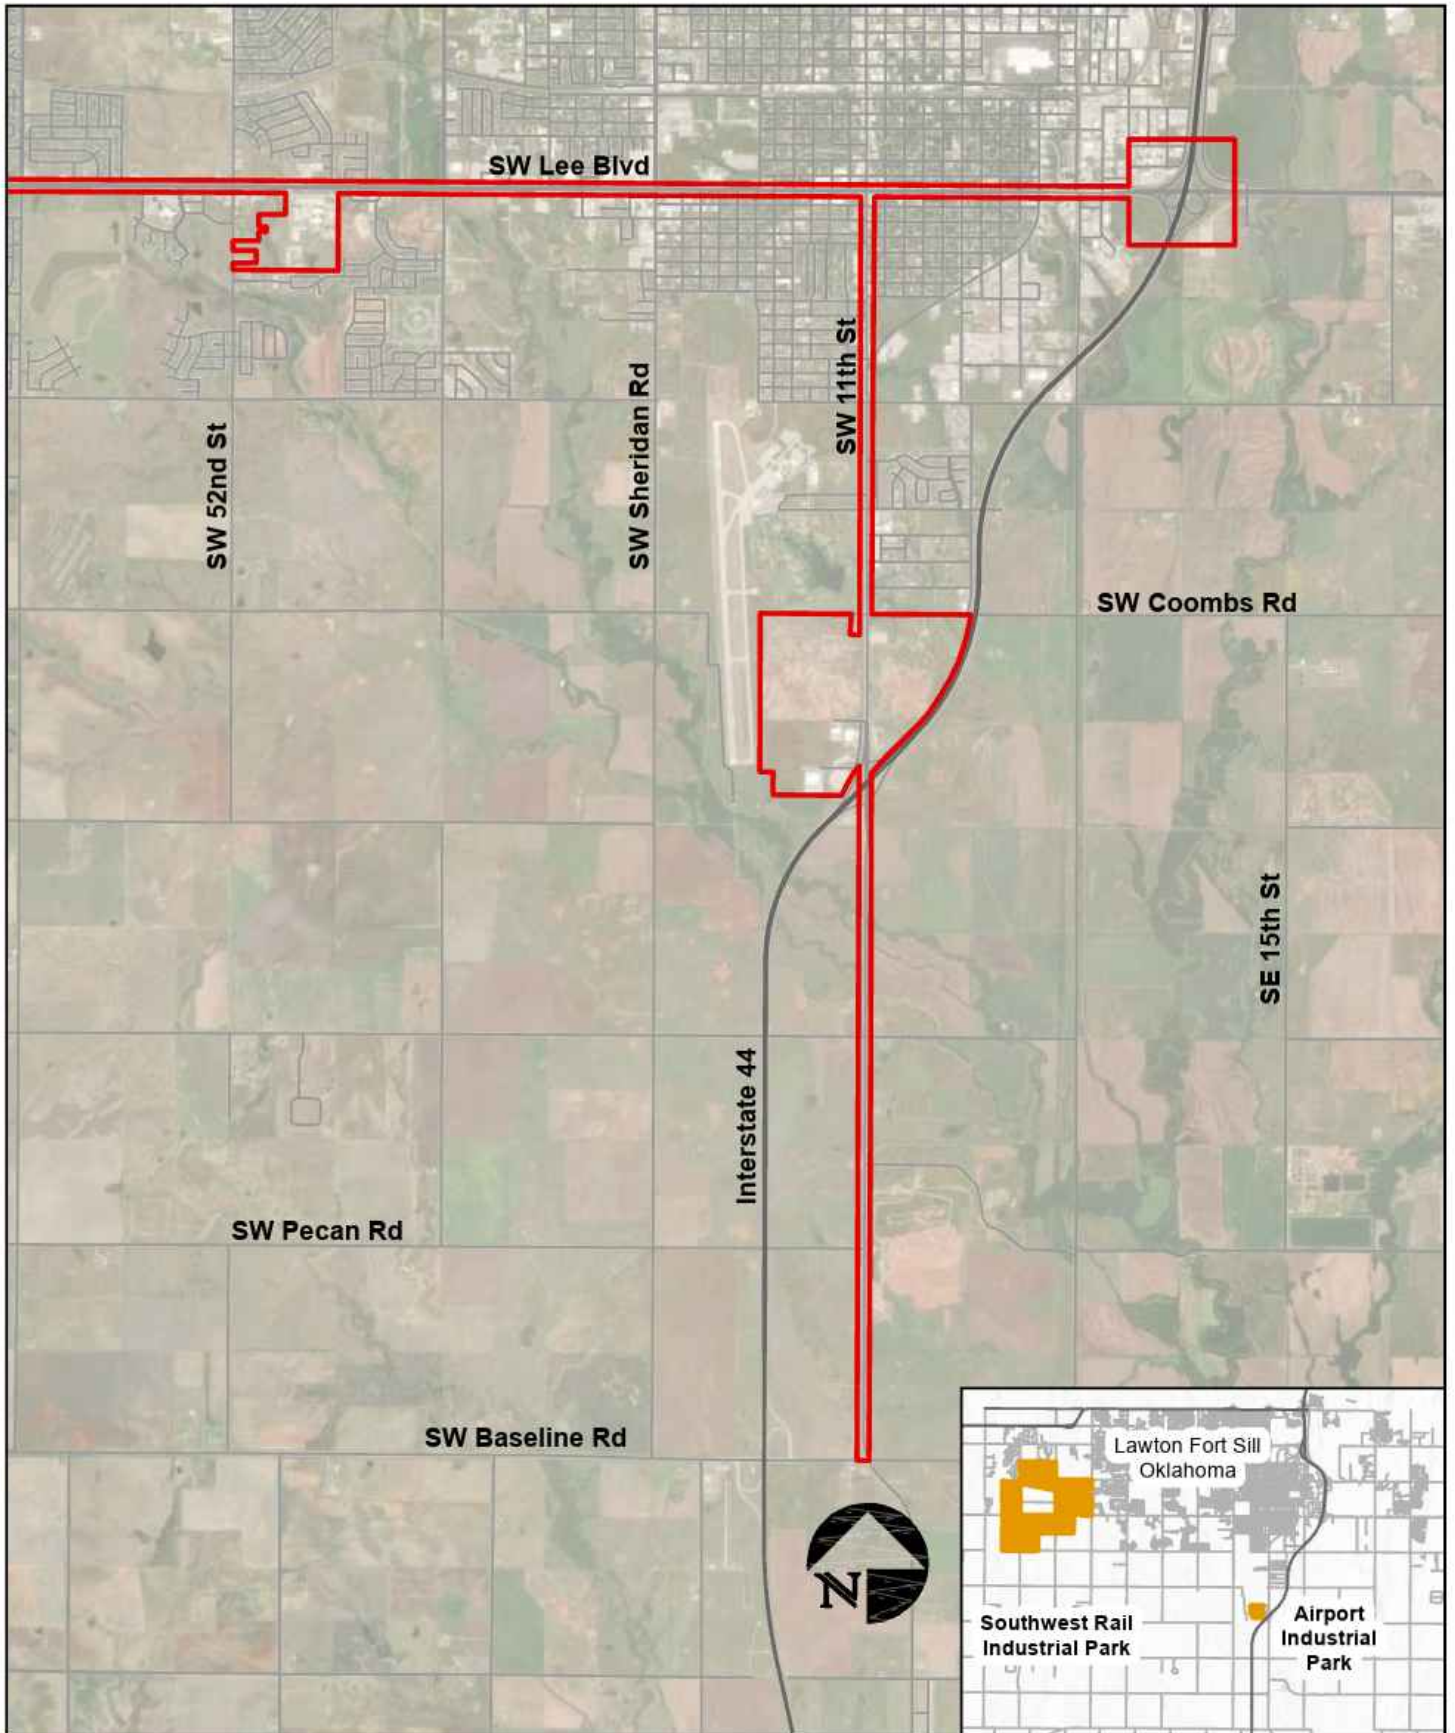 SW Lee Blvd
SW 11th St
SW Sheridan Rd
SW 52nd St
SW Coombs Rd
SE 15th St
Interstate 44
SW Pecan Rd
SW Baseline Rd
N
Lawton Fort Sill
Oklahoma
Southwest Rail
Industrial Park
Airport
Industrial
Park